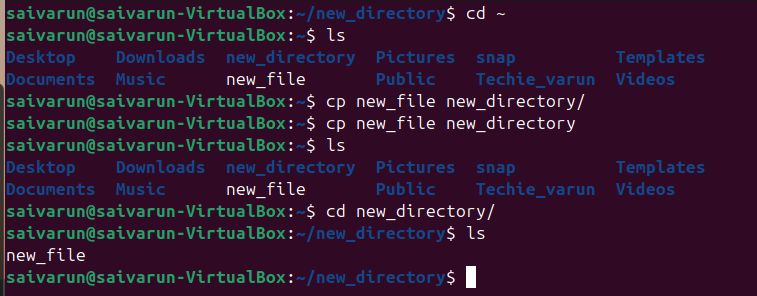 saivarun@saivarun-VirtualBox:~/new_directory$ cd ~
saivarun@saivarun-VirtualBox:~$ ls
Desktop    Downloads  new_directory  Pictures  snap          Templates
Documents  Music      new_file       Public    Techie_varun  Videos
saivarun@saivarun-VirtualBox:~$ cp new_file new_directory/
saivarun@saivarun-VirtualBox:~$ cp new_file new_directory
saivarun@saivarun-VirtualBox:~$ ls
Desktop    Downloads  new_directory  Pictures  snap          Templates
Documents  Music      new_file       Public    Techie_varun  Videos
saivarun@saivarun-VirtualBox:~$ cd new_directory/
saivarun@saivarun-VirtualBox:~/new_directory$ ls
new_file
saivarun@saivarun-VirtualBox:~/new_directory$